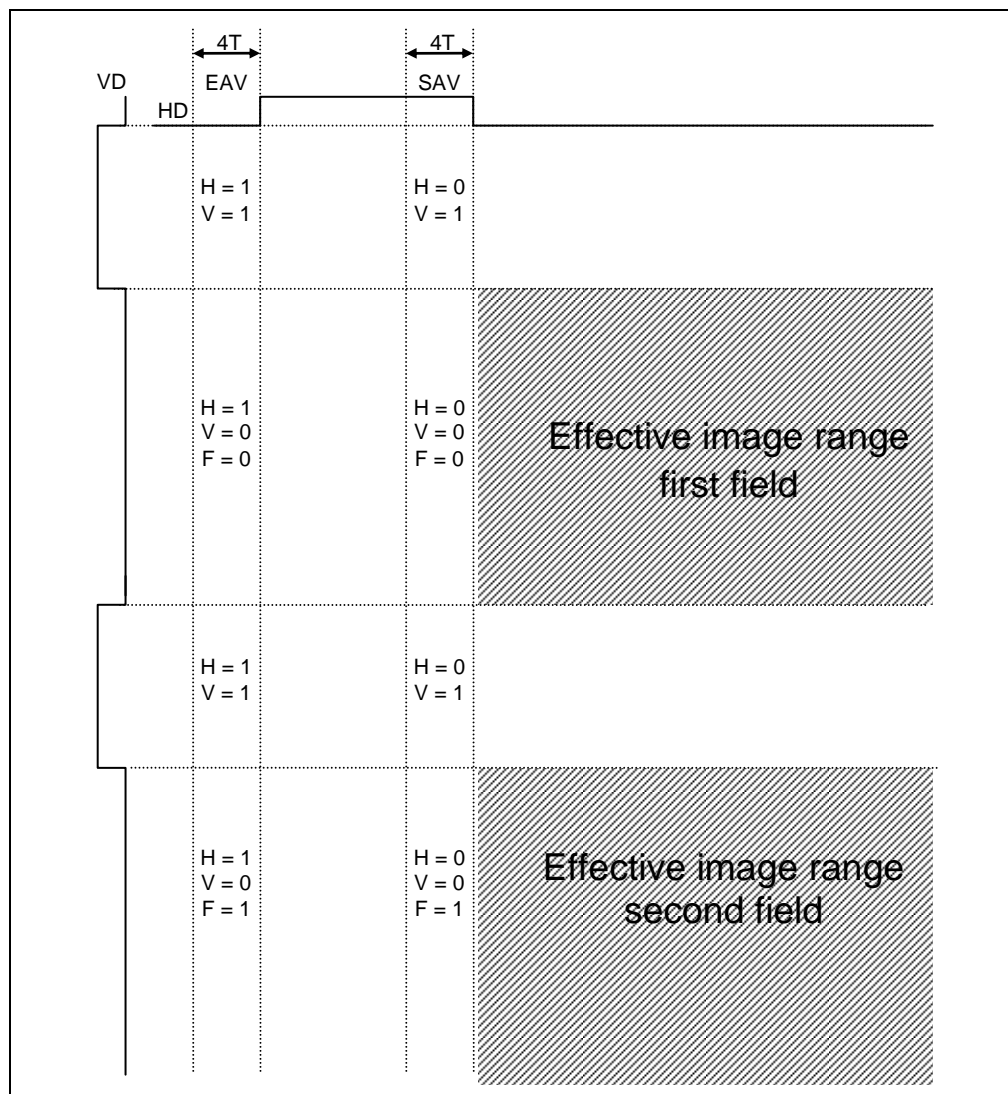 4T
4T
VD
EAV
SAV
HD
H = 1
V = 1
H = 0
V = 1
H = 1
V = 0
F = 0
H = 0
V = 0
F = 0
Effective image range
first field
H = 1
V = 1
H = 0
V = 1
H = 1
V = 0
F = 1
H = 0
V = 0
F = 1
Effective image range
second field